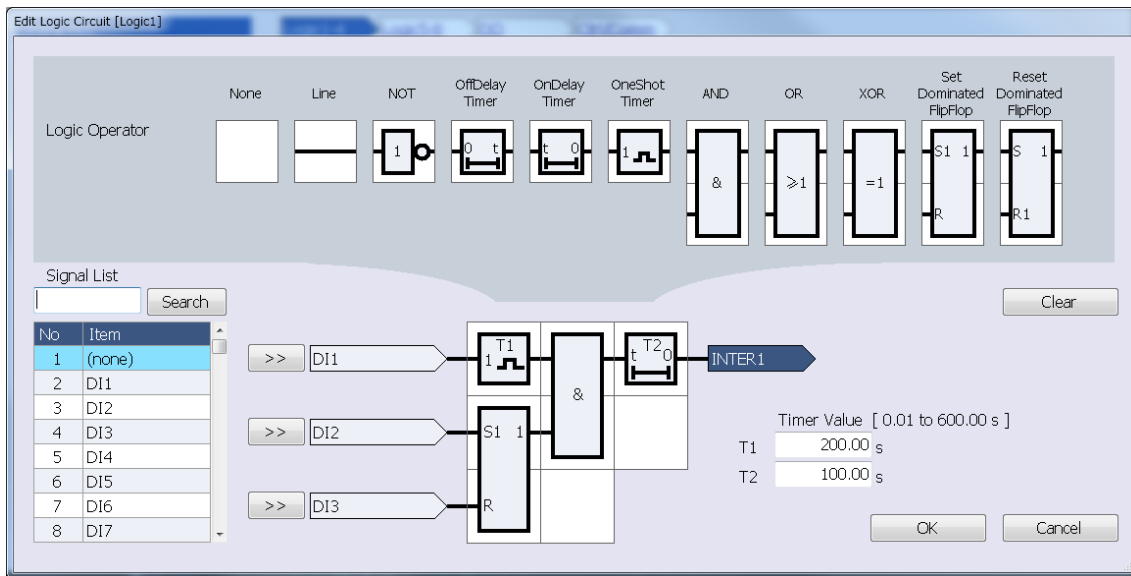 Edit Logic Circuit [Logic1]
Logic Operator
None
Line
NOT
OffDelay
Timer
OnDelay
Timer
OneShot
Timer
AND
OR
XOR
Set
Dominated
FlipFlop
Reset
Dominated
FlipFlop
1
0 t
t 0
1
&
≥1
=1
S1 1
R
S 1
R1
Signal List
Search
Clear
No Item
1 (none)
2 DI1
3 DI2
4 DI3
5 DI4
6 DI5
7 DI6
8 DI7
>> DI1
>> DI2
>> DI3
T1
1
S1 1
R
&
T2
t 0
INTER1
Timer Value [ 0.01 to 600.00 s ]
T1 200.00 s
T2 100.00 s
OK
Cancel